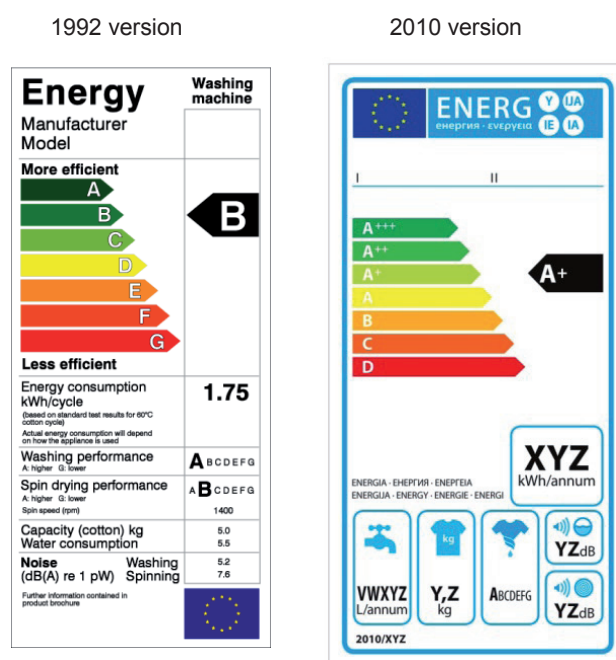 1992 version
2010 version
Energy
Washing
machine
Manufacturer
Model
More efficient
A
B
C
D
E
F
G
B
Less efficient
Energy consumption
kWh/cycle
1.75
(based on standard test results for 60°C
cotton cycle)
Actual energy consumption will depend
on how the appliance is used
Washing performance
A: higher G: lower
A BCDEFG
Spin drying performance
A: higher G: lower
A B CDEFG
Spin speed (rpm)
1400
Capacity (cotton) kg
5.0
Water consumption
5.5
Noise Washing
5.2
(dB(A) re 1 pW) Spinning
7.6
Further information contained in
product brochure
ENERG
енергия · ενεργεια
Y IJA
IE IA
I II
A+++
A++
A+
A
B
C
D
A+
XYZ
kWh/annum
ENERGIA · ЕНЕРГИЯ · ΕΝΕΡΓΕΙΑ
ENERGIJA · ENERGY · ENERGIE · ENERGI
VWXYZ
L/annum
kg
Y,Z
kg
ABCDEFG
YZdB
YZdB
2010/XYZ